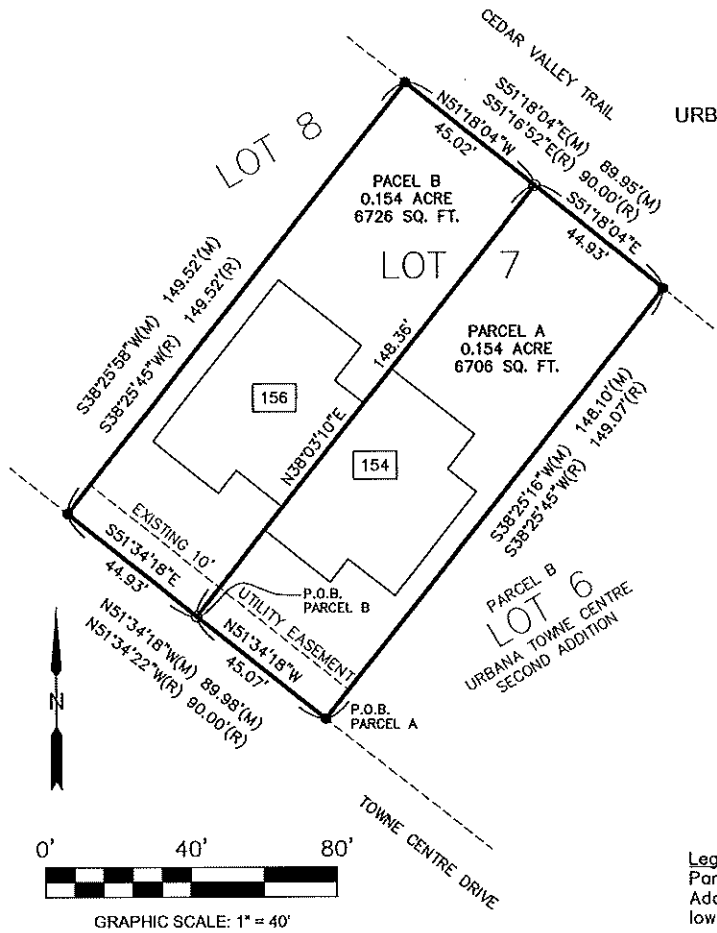 CEDAR VALLEY TRAIL
URB
S51°18'04"E(M) 89.95'(M)
S51°16'52"E(R) 90.00'(R)
N51°18'04"W
45.02'
S51°18'04"E
44.93'
LOT 8
PACEL B
0.154 ACRE
6726 SQ. FT.
LOT 7
PARCEL A
0.154 ACRE
6706 SQ. FT.
S38°25'58"W(M) 149.52'(M)
S38°25'45"W(R) 149.52'(R)
148.36'
N38°03'10"E
156
154
S38°25'16"W(M) 148.10'(M)
S38°25'45"W(R) 149.07'(R)
EXISTING 10'
UTILITY EASEMENT
S51°34'18"E
44.93'
P.O.B.
PARCEL B
N51°34'18"W
45.07'
N51°34'18"W(M) 89.98'(M)
N51°34'22"W(R) 90.00'(R)
P.O.B.
PARCEL A
PARCEL B
LOT 6
URBANA TOWNE CENTRE
SECOND ADDITION
N
TOWNE CENTRE DRIVE
0' 40' 80'
GRAPHIC SCALE: 1" = 40'
Leg
Par
Add
Iow